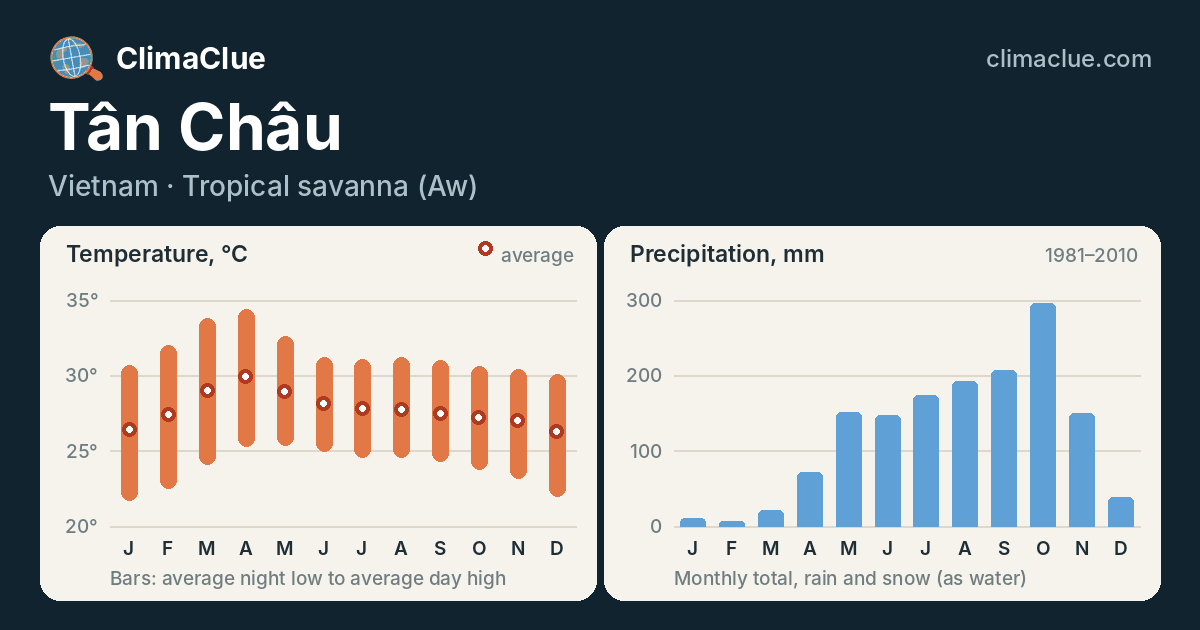 ClimaClue
climaclue.com
Tân Châu
Vietnam · Tropical savanna (Aw)
Temperature, °C
average
35°
30°
25°
20°
J F M A M J J A S O N D
Bars: average night low to average day high
Precipitation, mm
1981–2010
300
200
100
0
J F M A M J J A S O N D
Monthly total, rain and snow (as water)